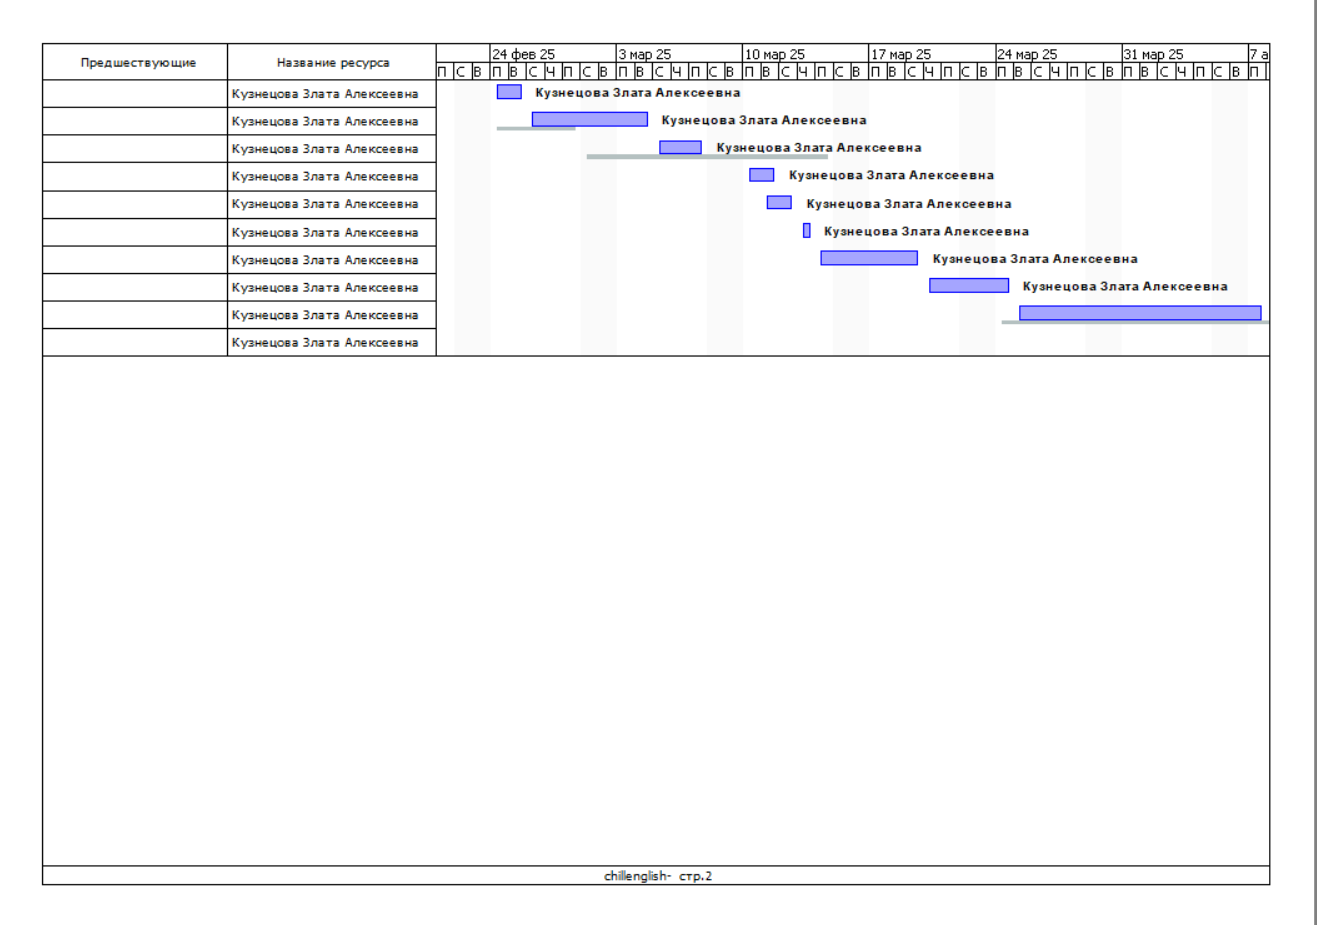 Предшествующие Название ресурса 24 фев 25 3 мар 25 10 мар 25 17 мар 25 24 мар 25 31 мар 25 7 а
П С В П В С Ч П С В П В С Ч П С В П В С Ч П С В П В С Ч П С В П В С Ч П С В П В С Ч П С В П
Кузнецова Злата Алексеевна Кузнецова Злата Алексеевна
Кузнецова Злата Алексеевна Кузнецова Злата Алексеевна
Кузнецова Злата Алексеевна Кузнецова Злата Алексеевна
Кузнецова Злата Алексеевна Кузнецова Злата Алексеевна
Кузнецова Злата Алексеевна Кузнецова Злата Алексеевна
Кузнецова Злата Алексеевна Кузнецова Злата Алексеевна
Кузнецова Злата Алексеевна Кузнецова Злата Алексеевна
Кузнецова Злата Алексеевна Кузнецова Злата Алексеевна
Кузнецова Злата Алексеевна
Кузнецова Злата Алексеевна
chillenglish- стр.2